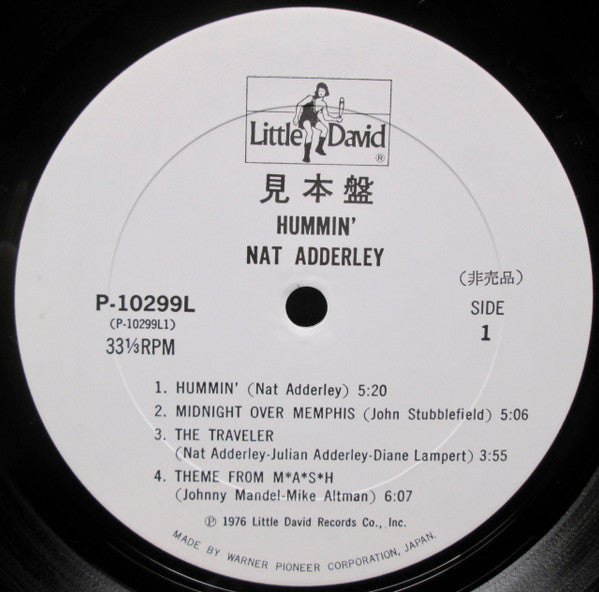 Little David ®
見本盤
HUMMIN'
NAT ADDERLEY
(非売品)
P-10299L
(P-10299L1)
33⅓RPM
SIDE
1
1. HUMMIN' (Nat Adderley) 5:20
2. MIDNIGHT OVER MEMPHIS (John Stubblefield) 5:06
3. THE TRAVELER
(Nat Adderley-Julian Adderley-Diane Lampert) 3:55
4. THEME FROM M*A*S*H
(Johnny Mandel-Mike Altman) 6:07
℗ 1976 Little David Records Co., Inc.
MADE BY WARNER PIONEER CORPORATION, JAPAN.